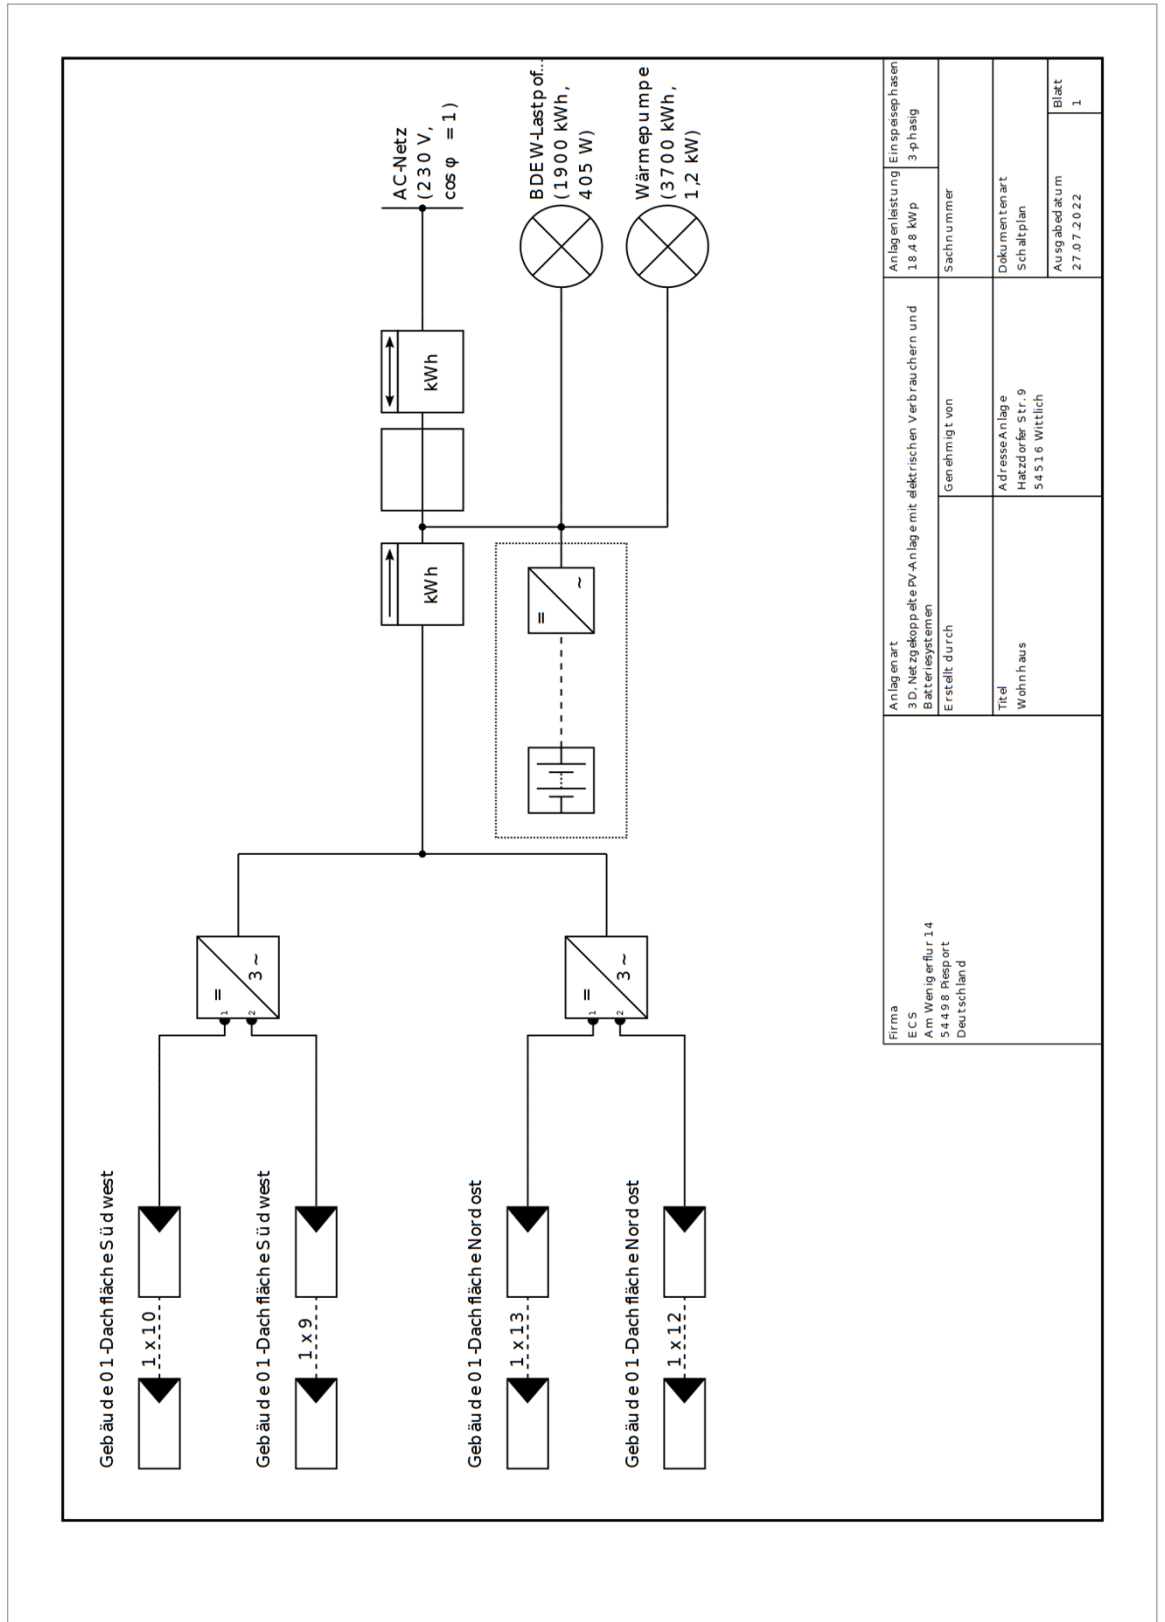 Gebäude 01-Dachfläche Südwest
1 x 10
Gebäude 01-Dachfläche Südwest
1 x 9
Gebäude 01-Dachfläche Nordost
1 x 13
Gebäude 01-Dachfläche Nordost
1 x 12
1
2
=
3 ~
1
2
=
3 ~
kWh
kWh
=
~
AC-Netz
(230 V,
cos φ = 1)
BDEW-Lastpof...
(1900 kWh,
405 W)
Wärmepumpe
(3700 kWh,
1,2 kW)
Firma
ECS
Am Wenigerflur 14
54498 Piesport
Deutschland
Anlagenart
3D, Netzgekoppelte PV-Anlage mit elektrischen Verbrauchern und
Batteriesystemen
Anlagenleistung
18,48 kWp
Einspeisephasen
3-phasig
Erstellt durch
Genehmigt von
Sachnummer
Titel
Wohnhaus
Adresse Anlage
Hatzdorfer Str. 9
54516 Wittlich
Dokumentenart
Schaltplan
Ausgabedatum
27.07.2022
Blatt
1